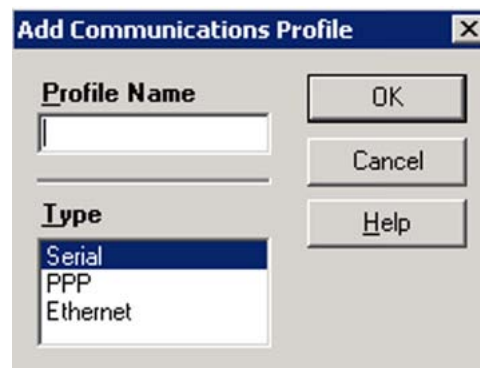 Add Communications Profile
Profile Name
OK
Cancel
Type
Help
Serial
PPP
Ethernet